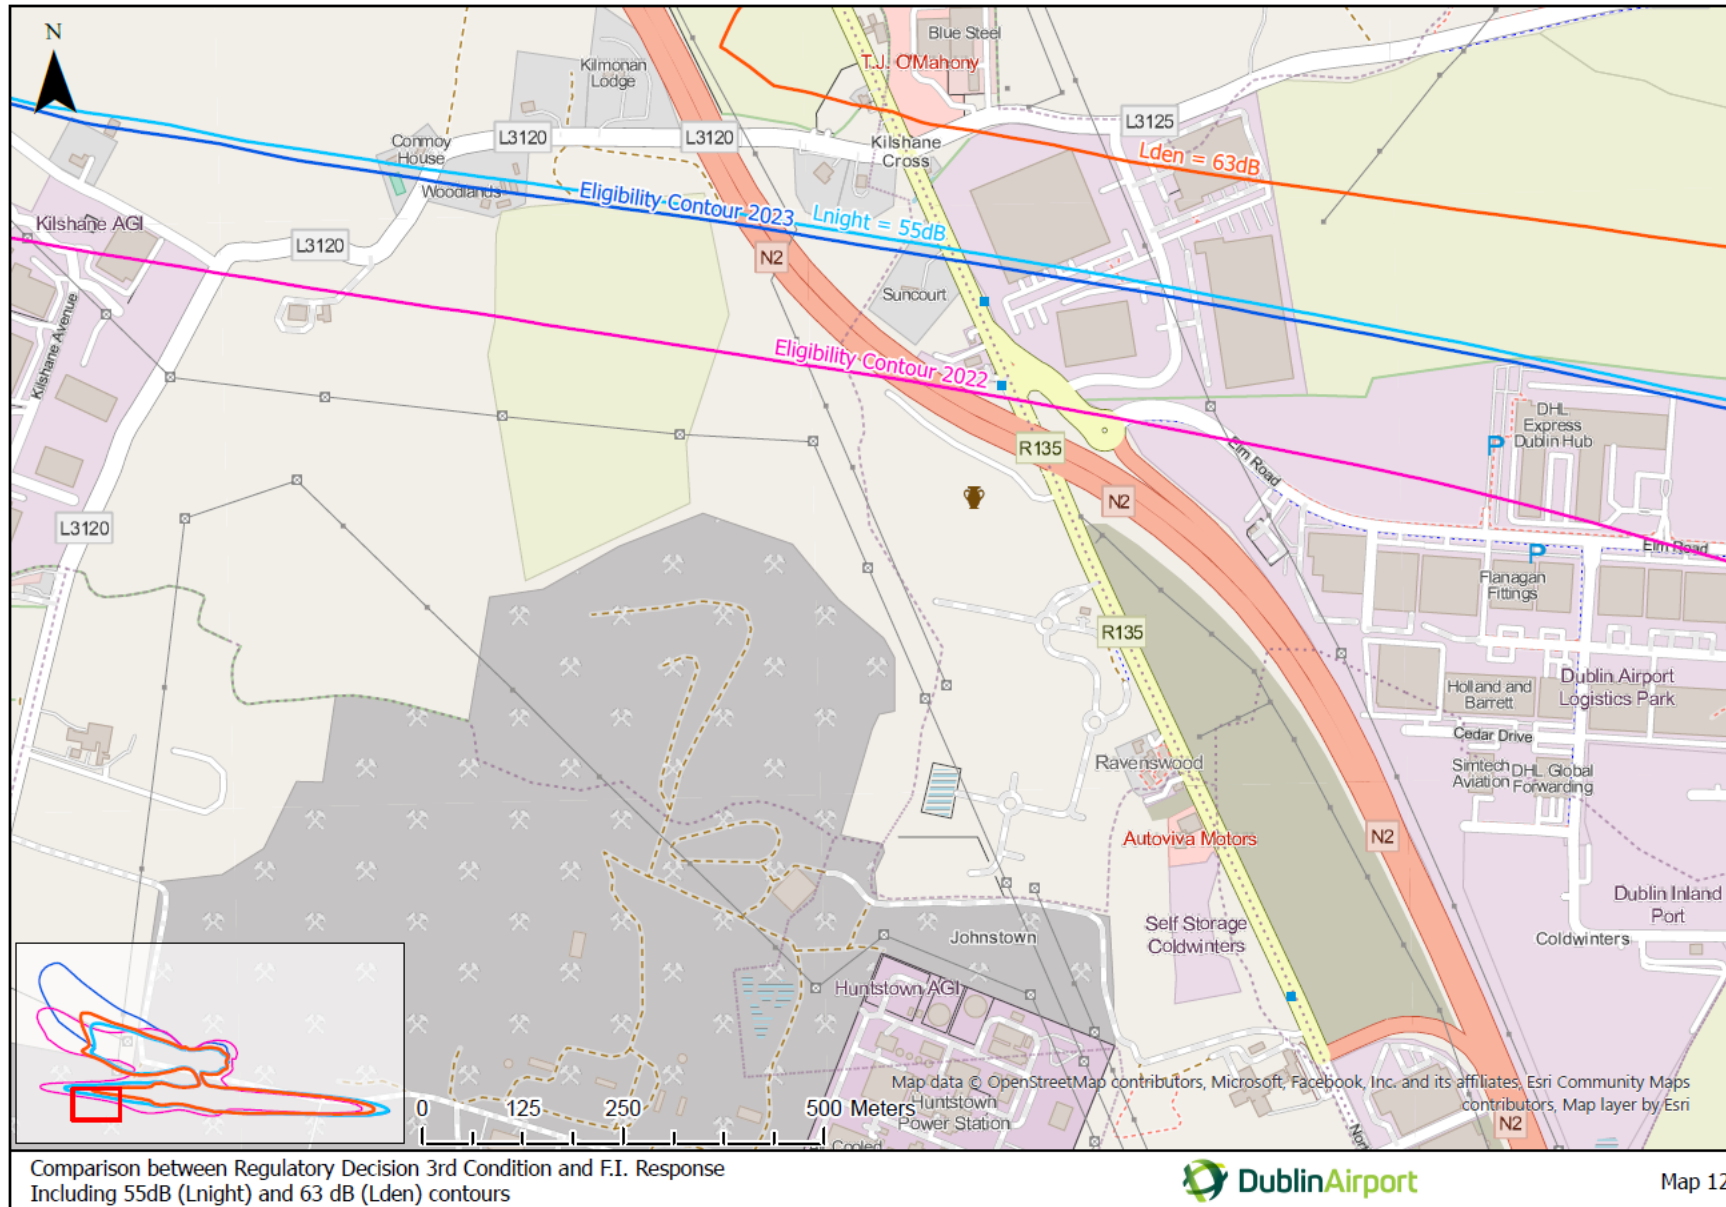 N
Blue Steel
T.J. O'Mahony
Kilmonan
Lodge
L3120
L3120
L3125
Conmoy
House
Kilshane
Cross
Lden = 63dB
Woodlands
Eligibility Contour 2023
Lnight = 55dB
Kilshane AGI
L3120
N2
Suncourt
Kilshane Avenue
Eligibility Contour 2022
DHL
Express
Dublin Hub
P
R135
Elm Road
N2
L3120
Elm Road
P
Flanagan
Fittings
R135
Dublin Airport
Logistics Park
Holland and
Barrett
Cedar Drive
Ravenswood
Simtech
Aviation
DHL Global
Forwarding
Autoviva Motors
N2
Dublin Inland
Port
Self Storage
Coldwinters
Johnstown
Coldwinters
Huntstown AGI
Map data © OpenStreetMap contributors, Microsoft, Facebook, Inc. and its affiliates, Esri Community Maps
contributors, Map layer by Esri
0 125 250 500 Meters
Huntstown
Power Station
N2
Nor
Cooled
Comparison between Regulatory Decision 3rd Condition and F.I. Response
Including 55dB (Lnight) and 63 dB (Lden) contours
DublinAirport
Map 12